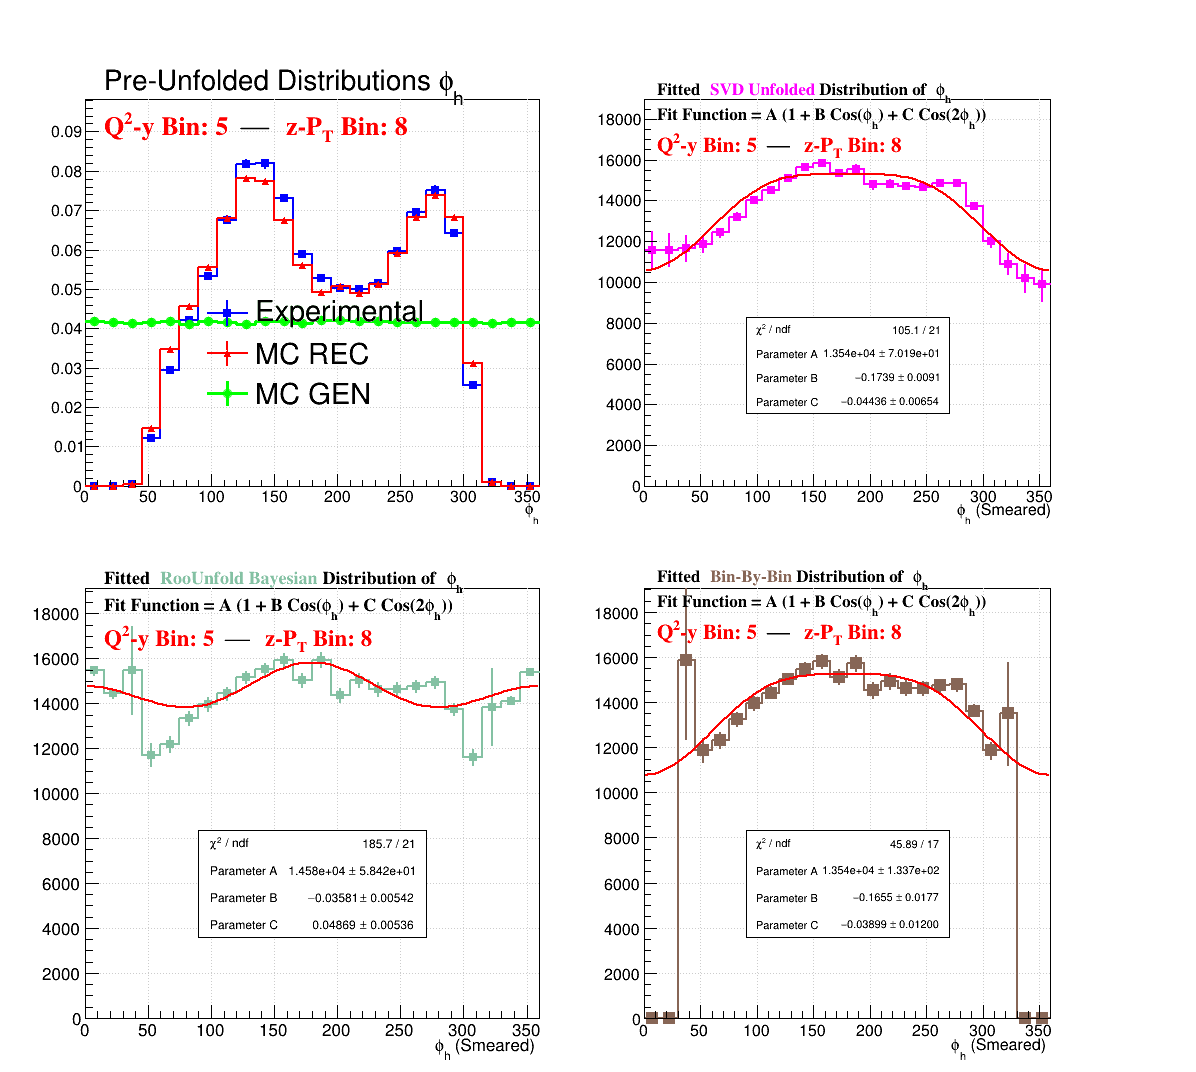 Pre-Unfolded Distributions ϕh
Q²-y Bin: 5 — z-PT Bin: 8
0.09
0.08
0.07
0.06
0.05
0.04
0.03
0.02
0.01
0
Experimental
MC REC
MC GEN
50 100 150 200 250 300 350
ϕh
Fitted SVD Unfolded Distribution of ϕh
Fit Function = A (1 + B Cos(ϕh) + C Cos(2ϕh))
Q²-y Bin: 5 — z-PT Bin: 8
18000
16000
14000
12000
10000
8000
6000
4000
2000
0
χ² / ndf 105.1 / 21
Parameter A 1.354e+04 ± 7.019e+01
Parameter B −0.1739 ± 0.0091
Parameter C −0.04436 ± 0.00654
0 50 100 150 200 250 300 350
ϕh (Smeared)
Fitted RooUnfold Bayesian Distribution of ϕh
Fit Function = A (1 + B Cos(ϕh) + C Cos(2ϕh))
Q²-y Bin: 5 — z-PT Bin: 8
18000
16000
14000
12000
10000
8000
6000
4000
2000
0
χ² / ndf 185.7 / 21
Parameter A 1.458e+04 ± 5.842e+01
Parameter B −0.03581 ± 0.00542
Parameter C 0.04869 ± 0.00536
0 50 100 150 200 250 300 350
ϕh (Smeared)
Fitted Bin-By-Bin Distribution of ϕh
Fit Function = A (1 + B Cos(ϕh) + C Cos(2ϕh))
Q²-y Bin: 5 — z-PT Bin: 8
18000
16000
14000
12000
10000
8000
6000
4000
2000
0
χ² / ndf 45.89 / 17
Parameter A 1.354e+04 ± 1.337e+02
Parameter B −0.1655 ± 0.0177
Parameter C −0.03899 ± 0.01200
0 50 100 150 200 250 300 350
ϕh (Smeared)